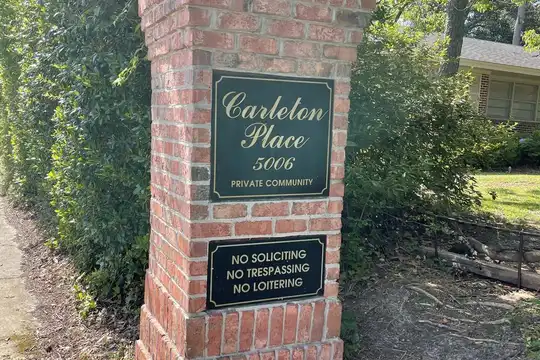 Carleton
Place
5006
PRIVATE COMMUNITY
NO SOLICITING
NO TRESPASSING
NO LOITERING